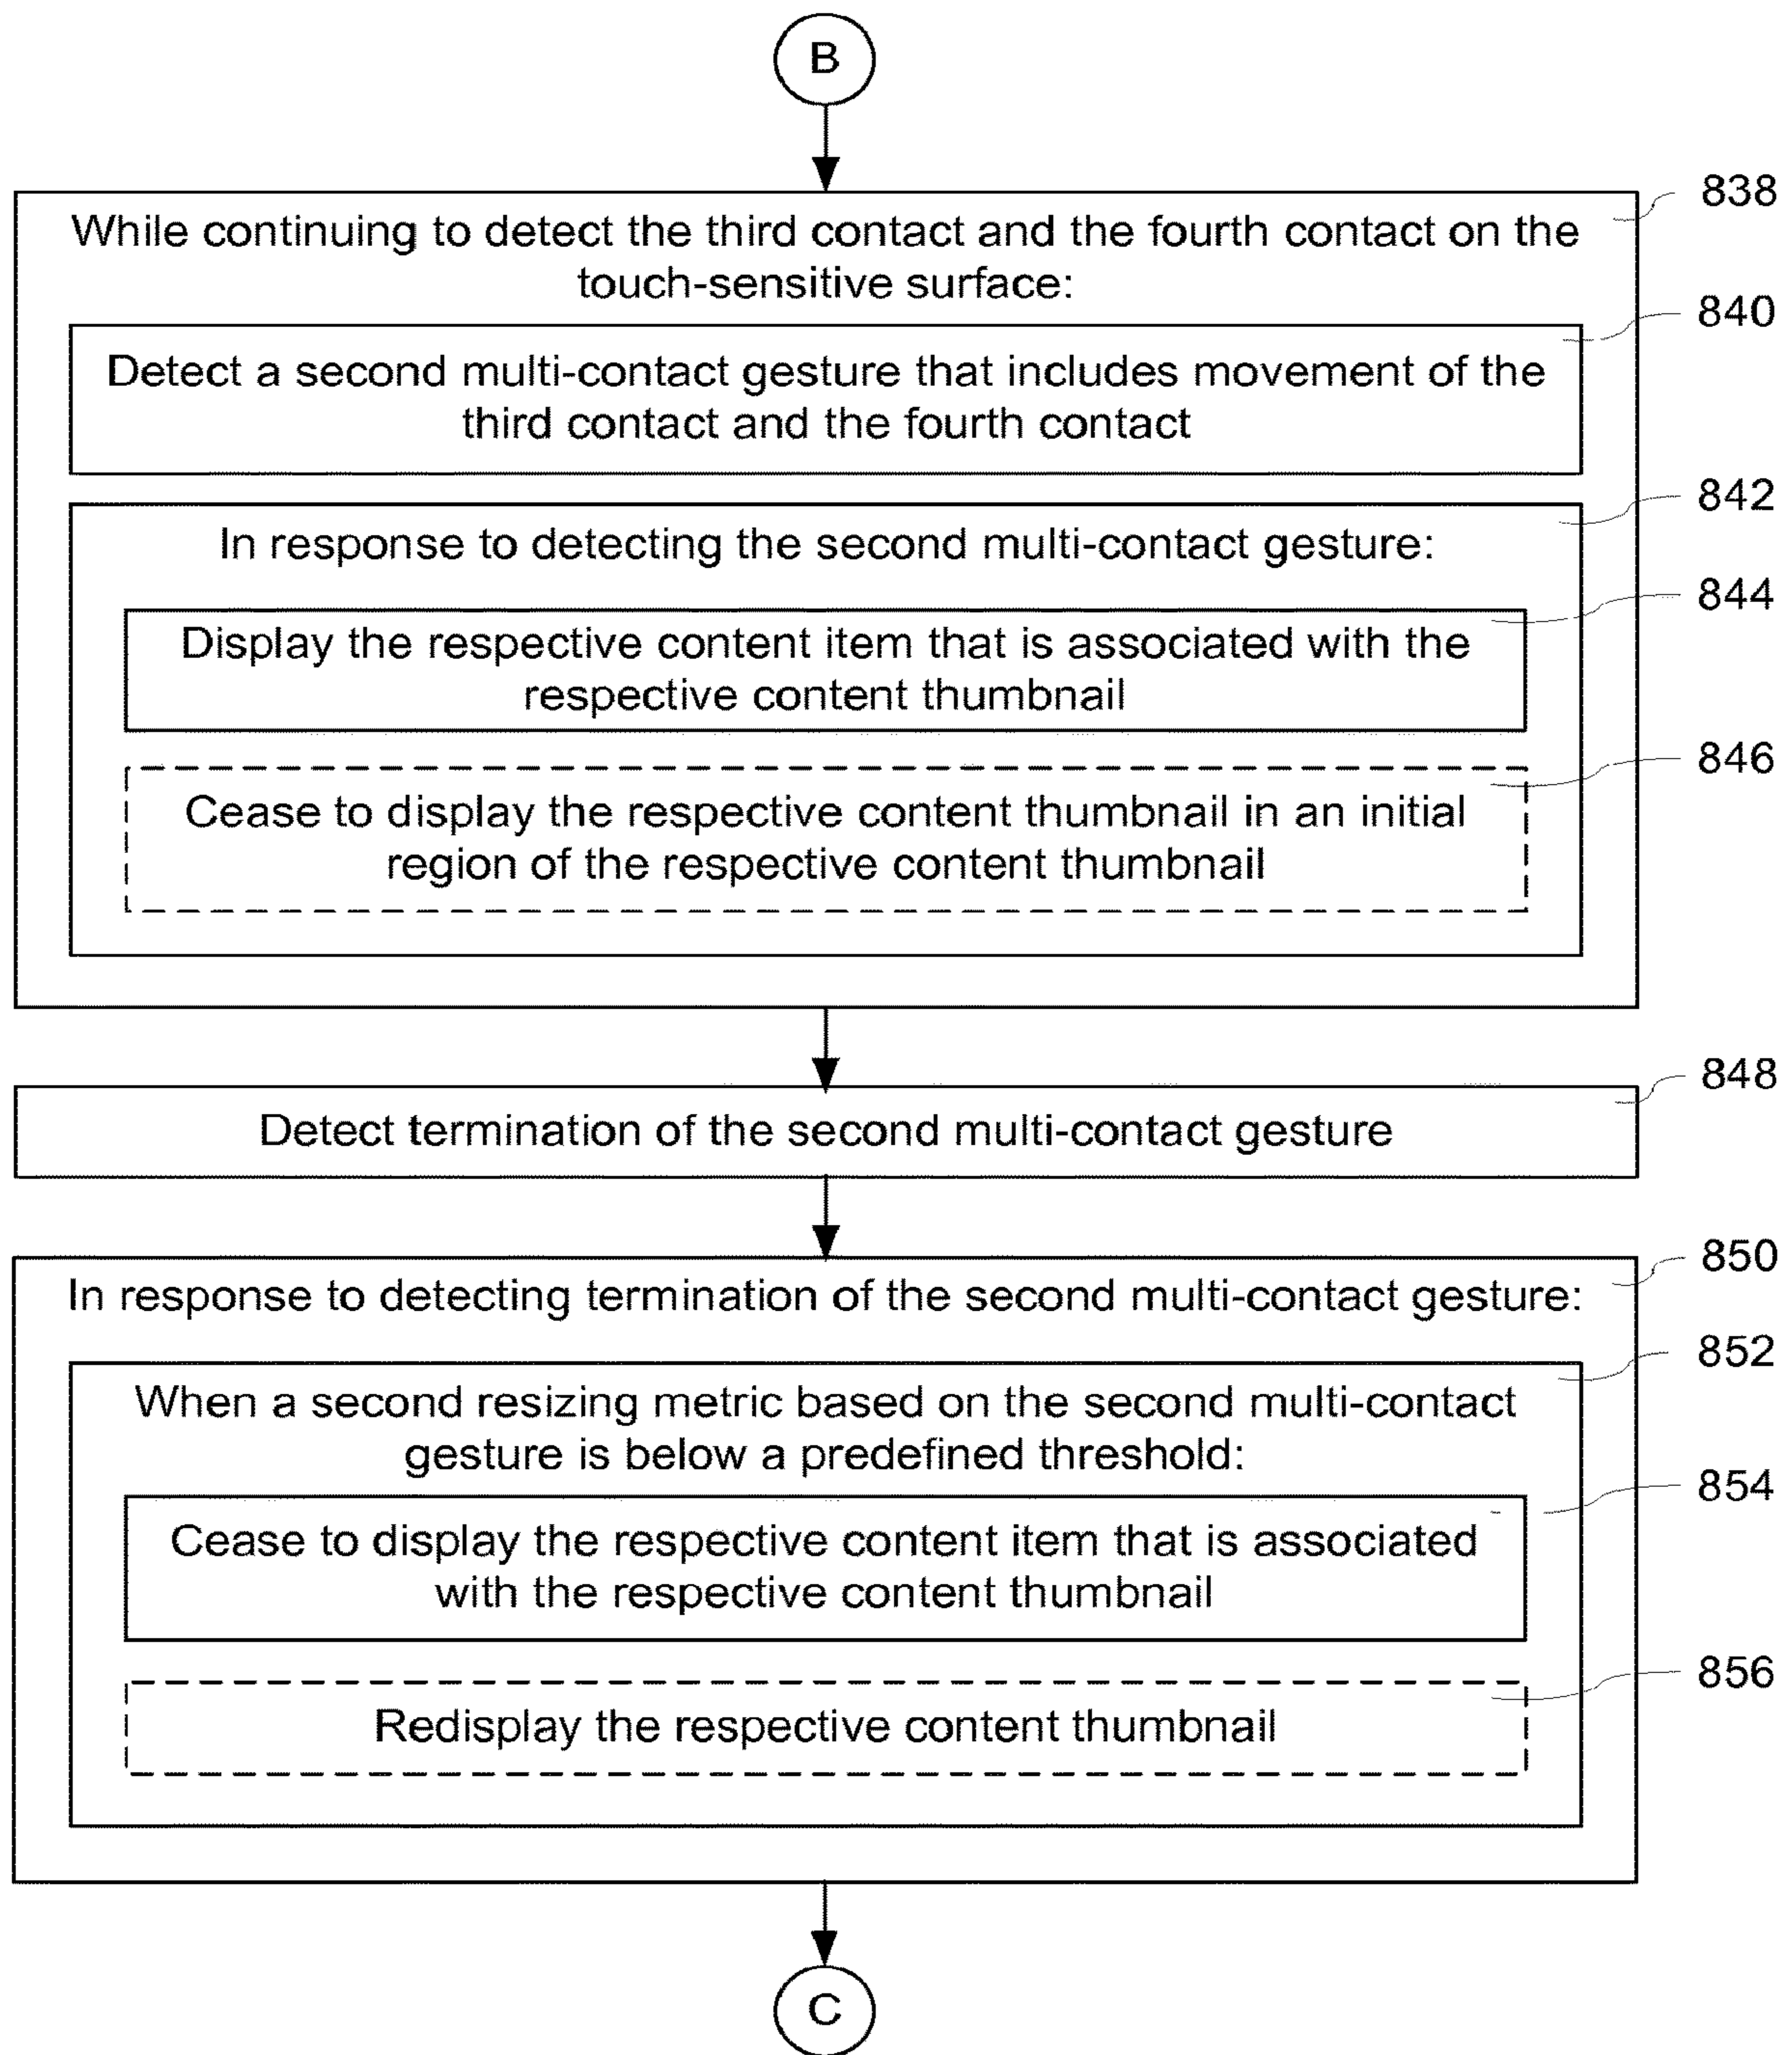 B
838
While continuing to detect the third contact and the fourth contact on the
touch-sensitive surface:
840
Detect a second multi-contact gesture that includes movement of the
third contact and the fourth contact
842
In response to detecting the second multi-contact gesture:
844
Display the respective content item that is associated with the
respective content thumbnail
846
Cease to display the respective content thumbnail in an initial
region of the respective content thumbnail
848
Detect termination of the second multi-contact gesture
850
In response to detecting termination of the second multi-contact gesture:
852
When a second resizing metric based on the second multi-contact
gesture is below a predefined threshold:
854
Cease to display the respective content item that is associated
with the respective content thumbnail
856
Redisplay the respective content thumbnail
C